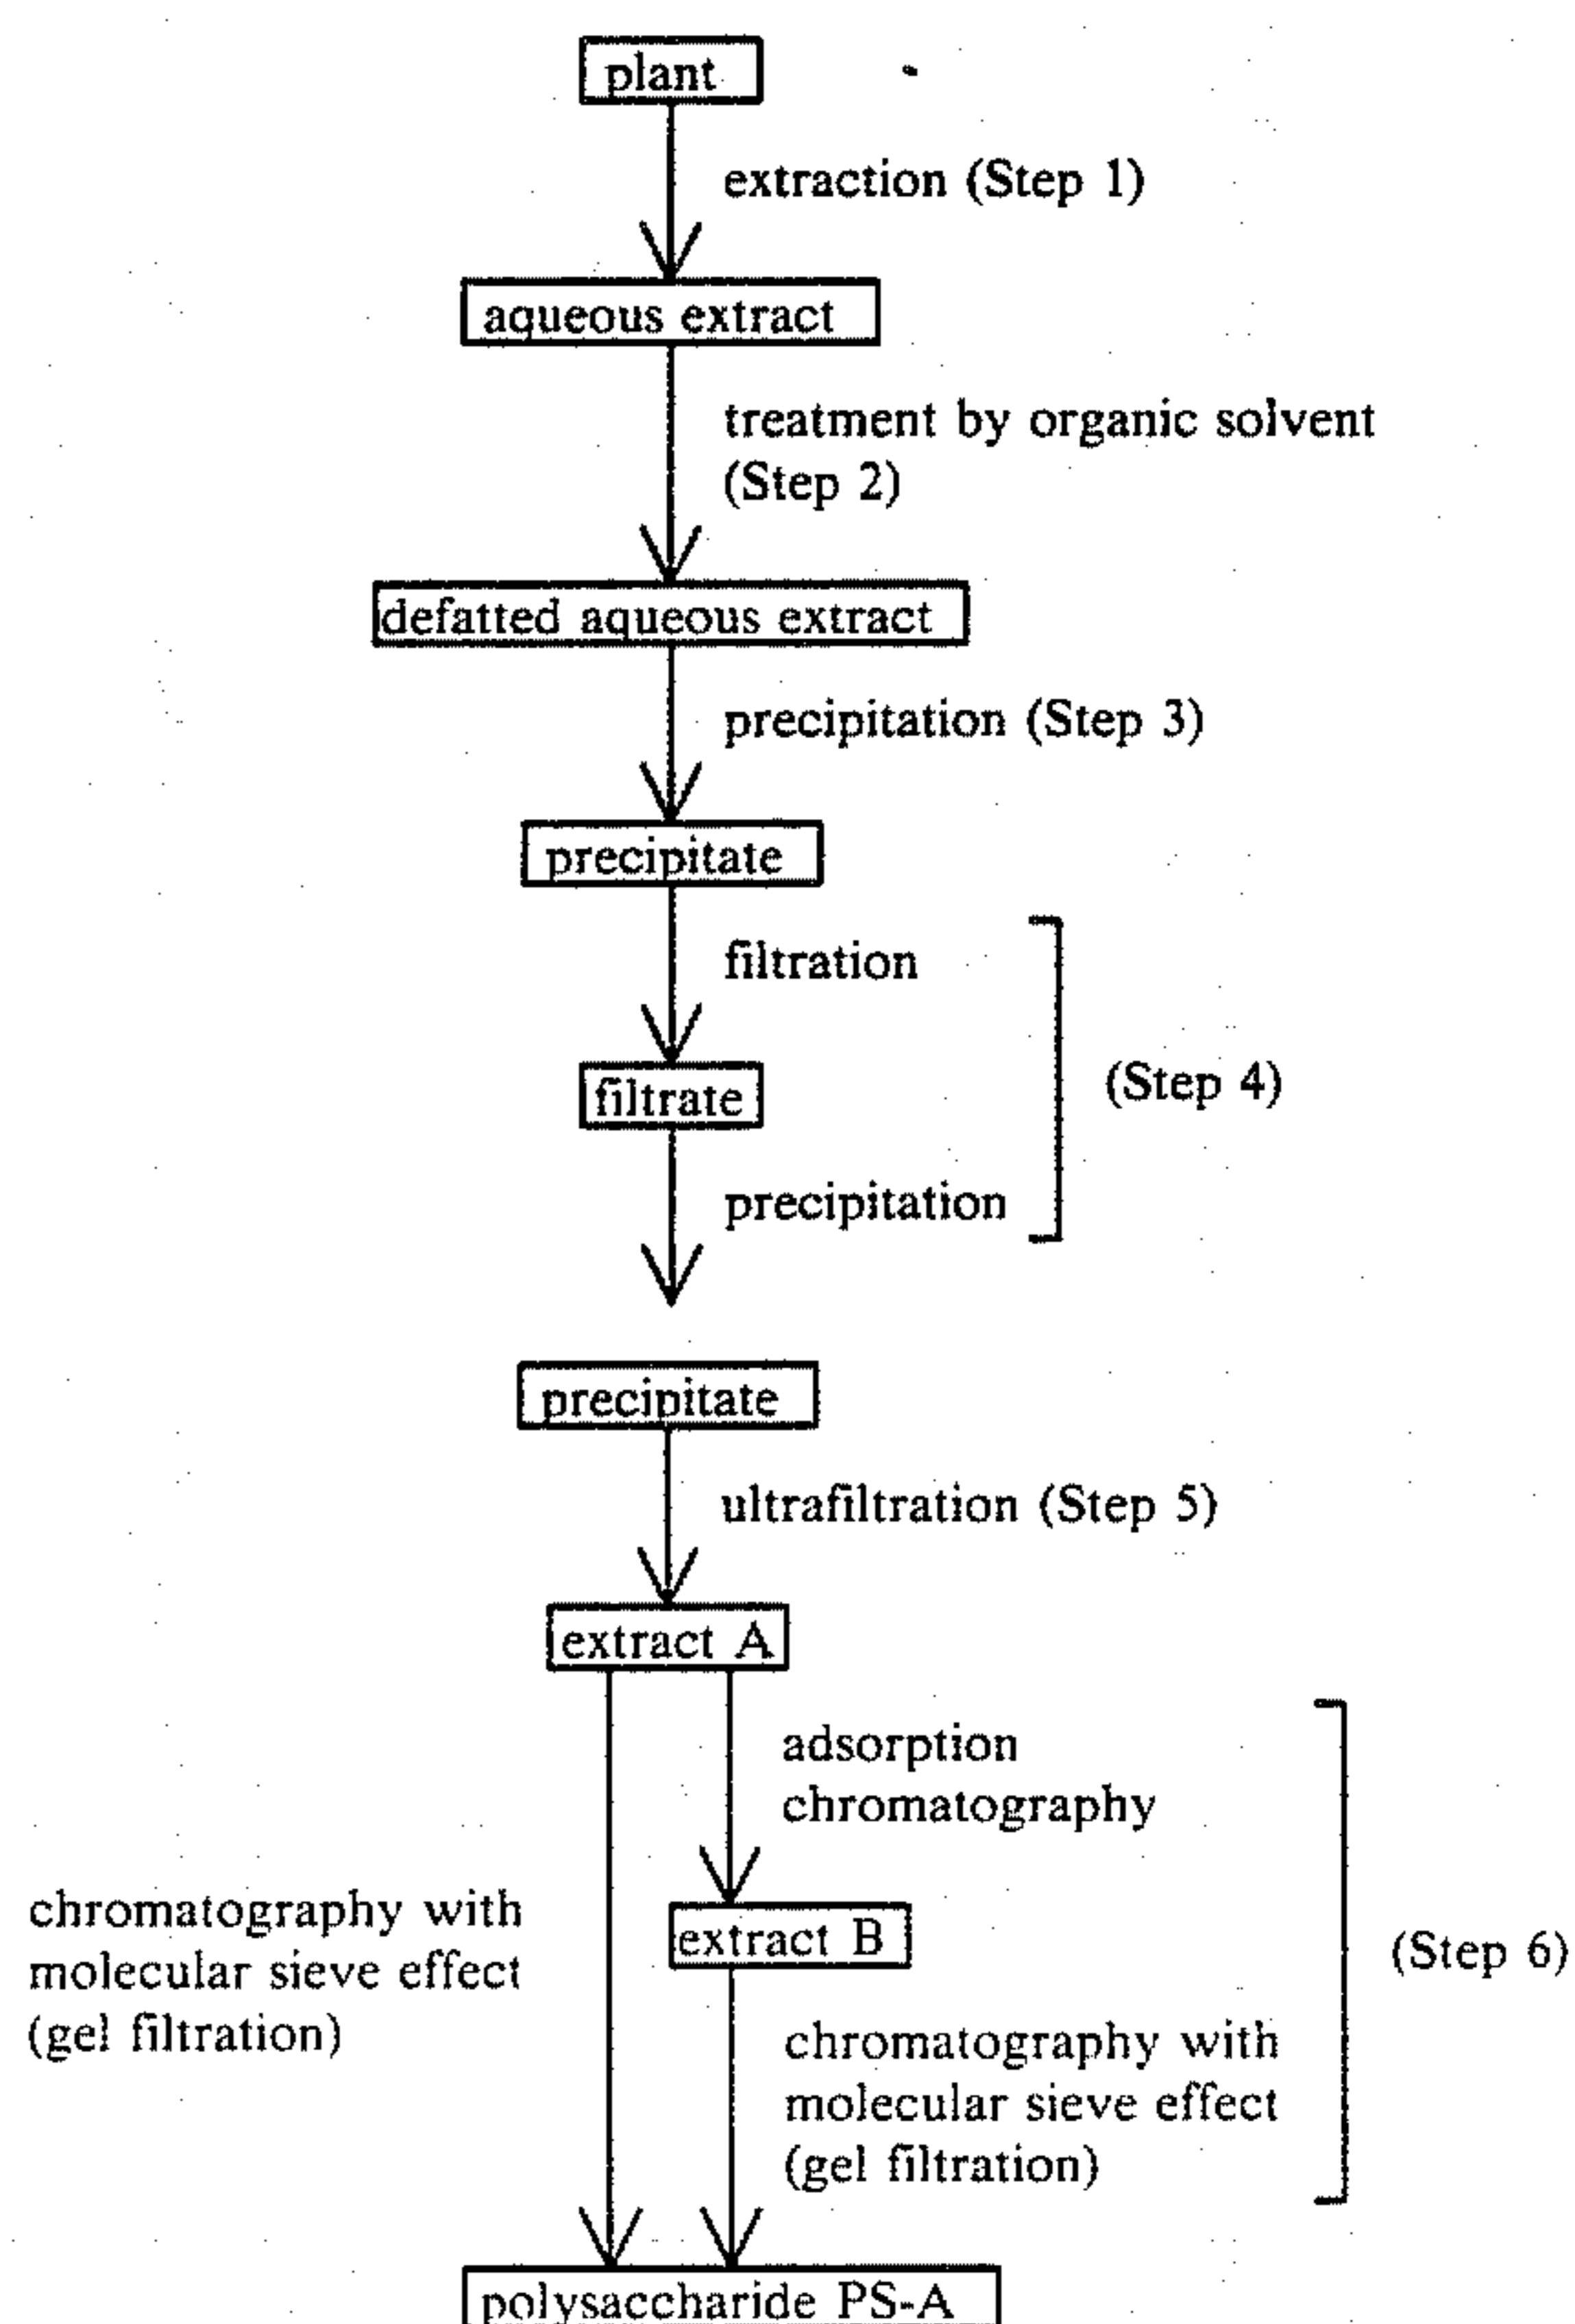 plant
extraction (Step 1)
aqueous extract
treatment by organic solvent
(Step 2)
defatted aqueous extract
precipitation (Step 3)
precipitate
filtration
filtrate
(Step 4)
precipitation
precipitate
ultrafiltration (Step 5)
extract A
adsorption
chromatography
chromatography with
molecular sieve effect
(gel filtration)
extract B
(Step 6)
chromatography with
molecular sieve effect
(gel filtration)
polysaccharide PS-A